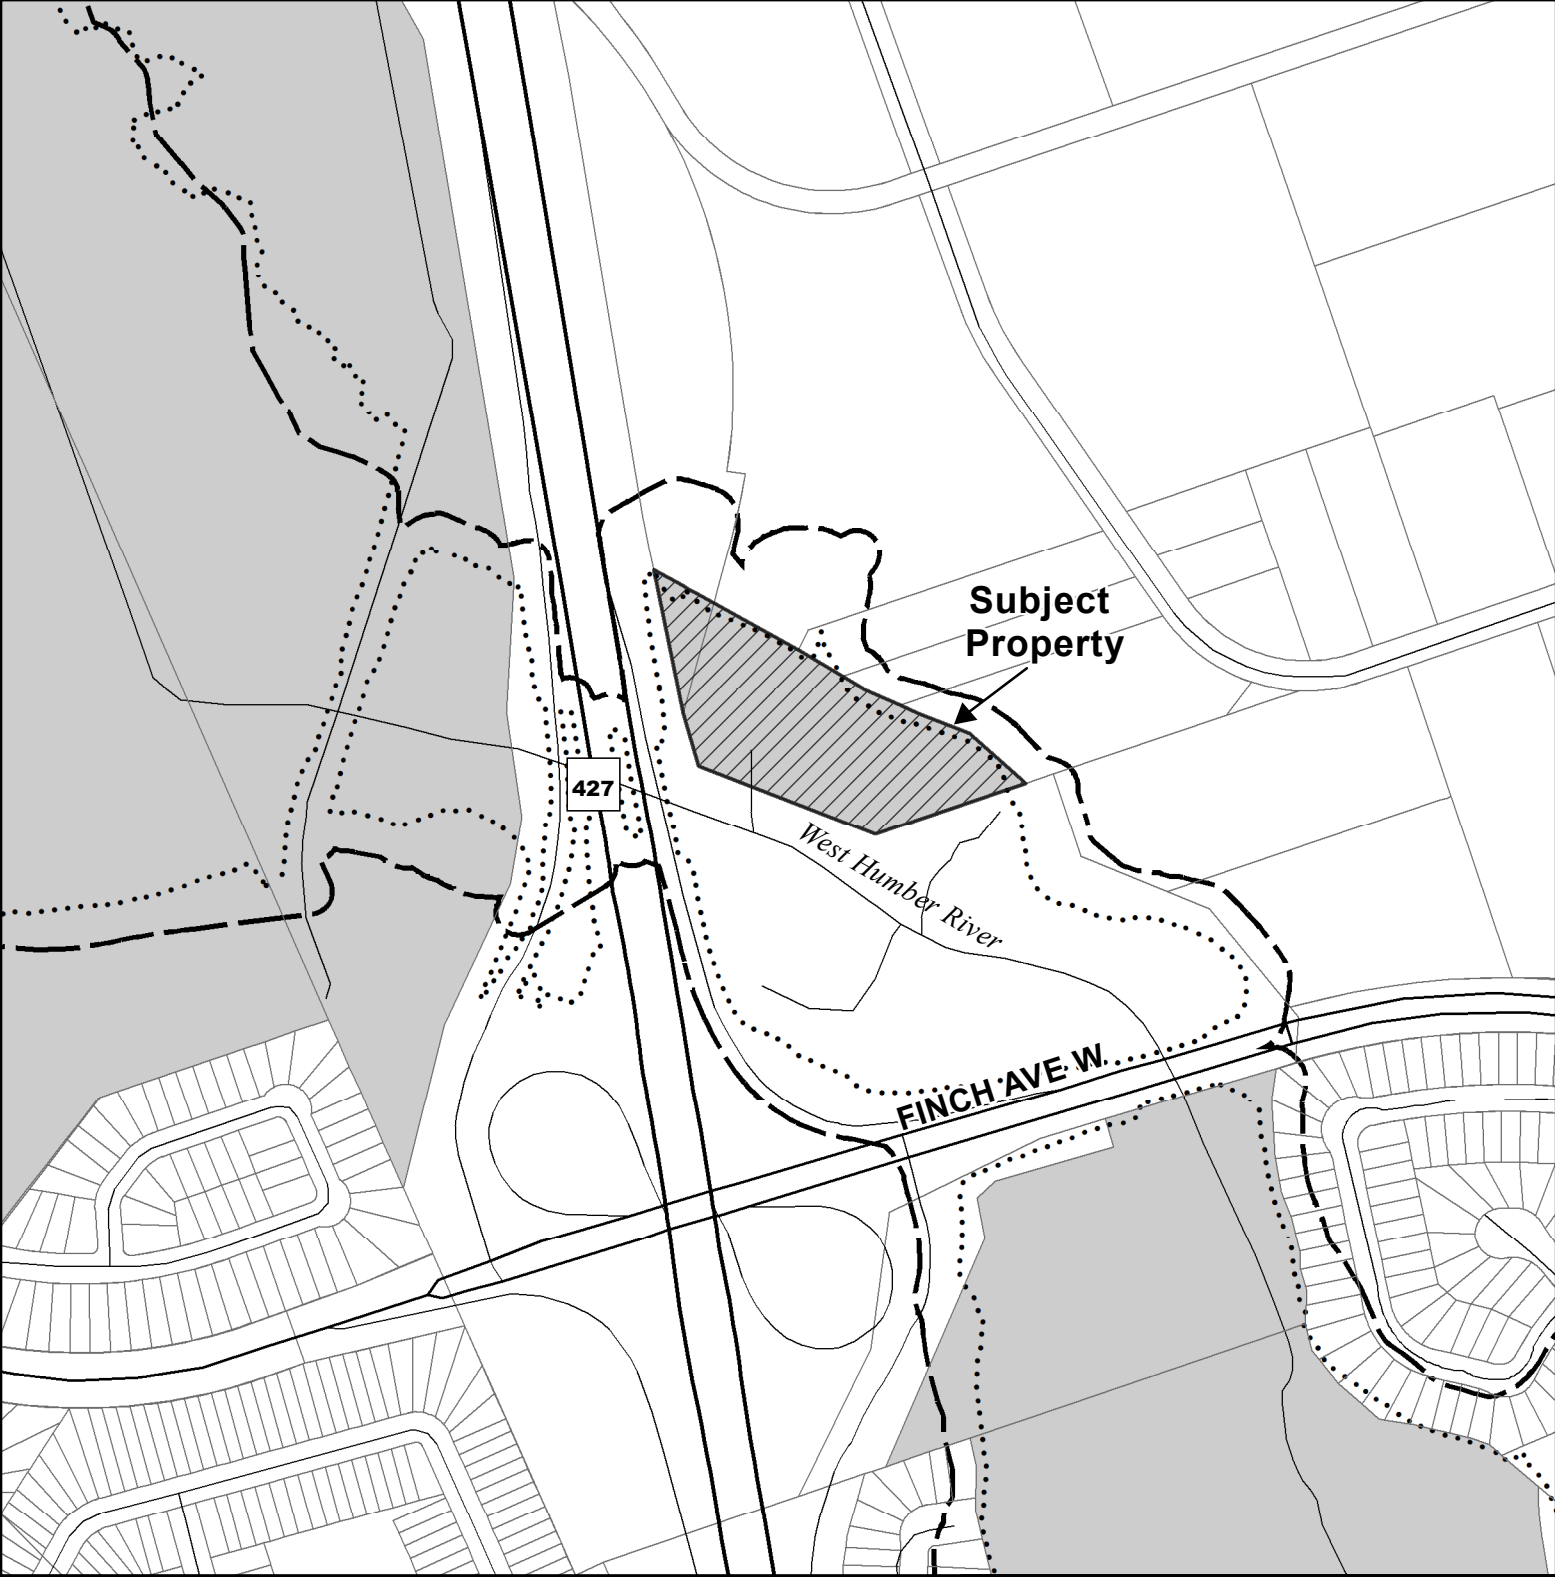 Subject
Property
427
West Humber River
FINCH AVE W